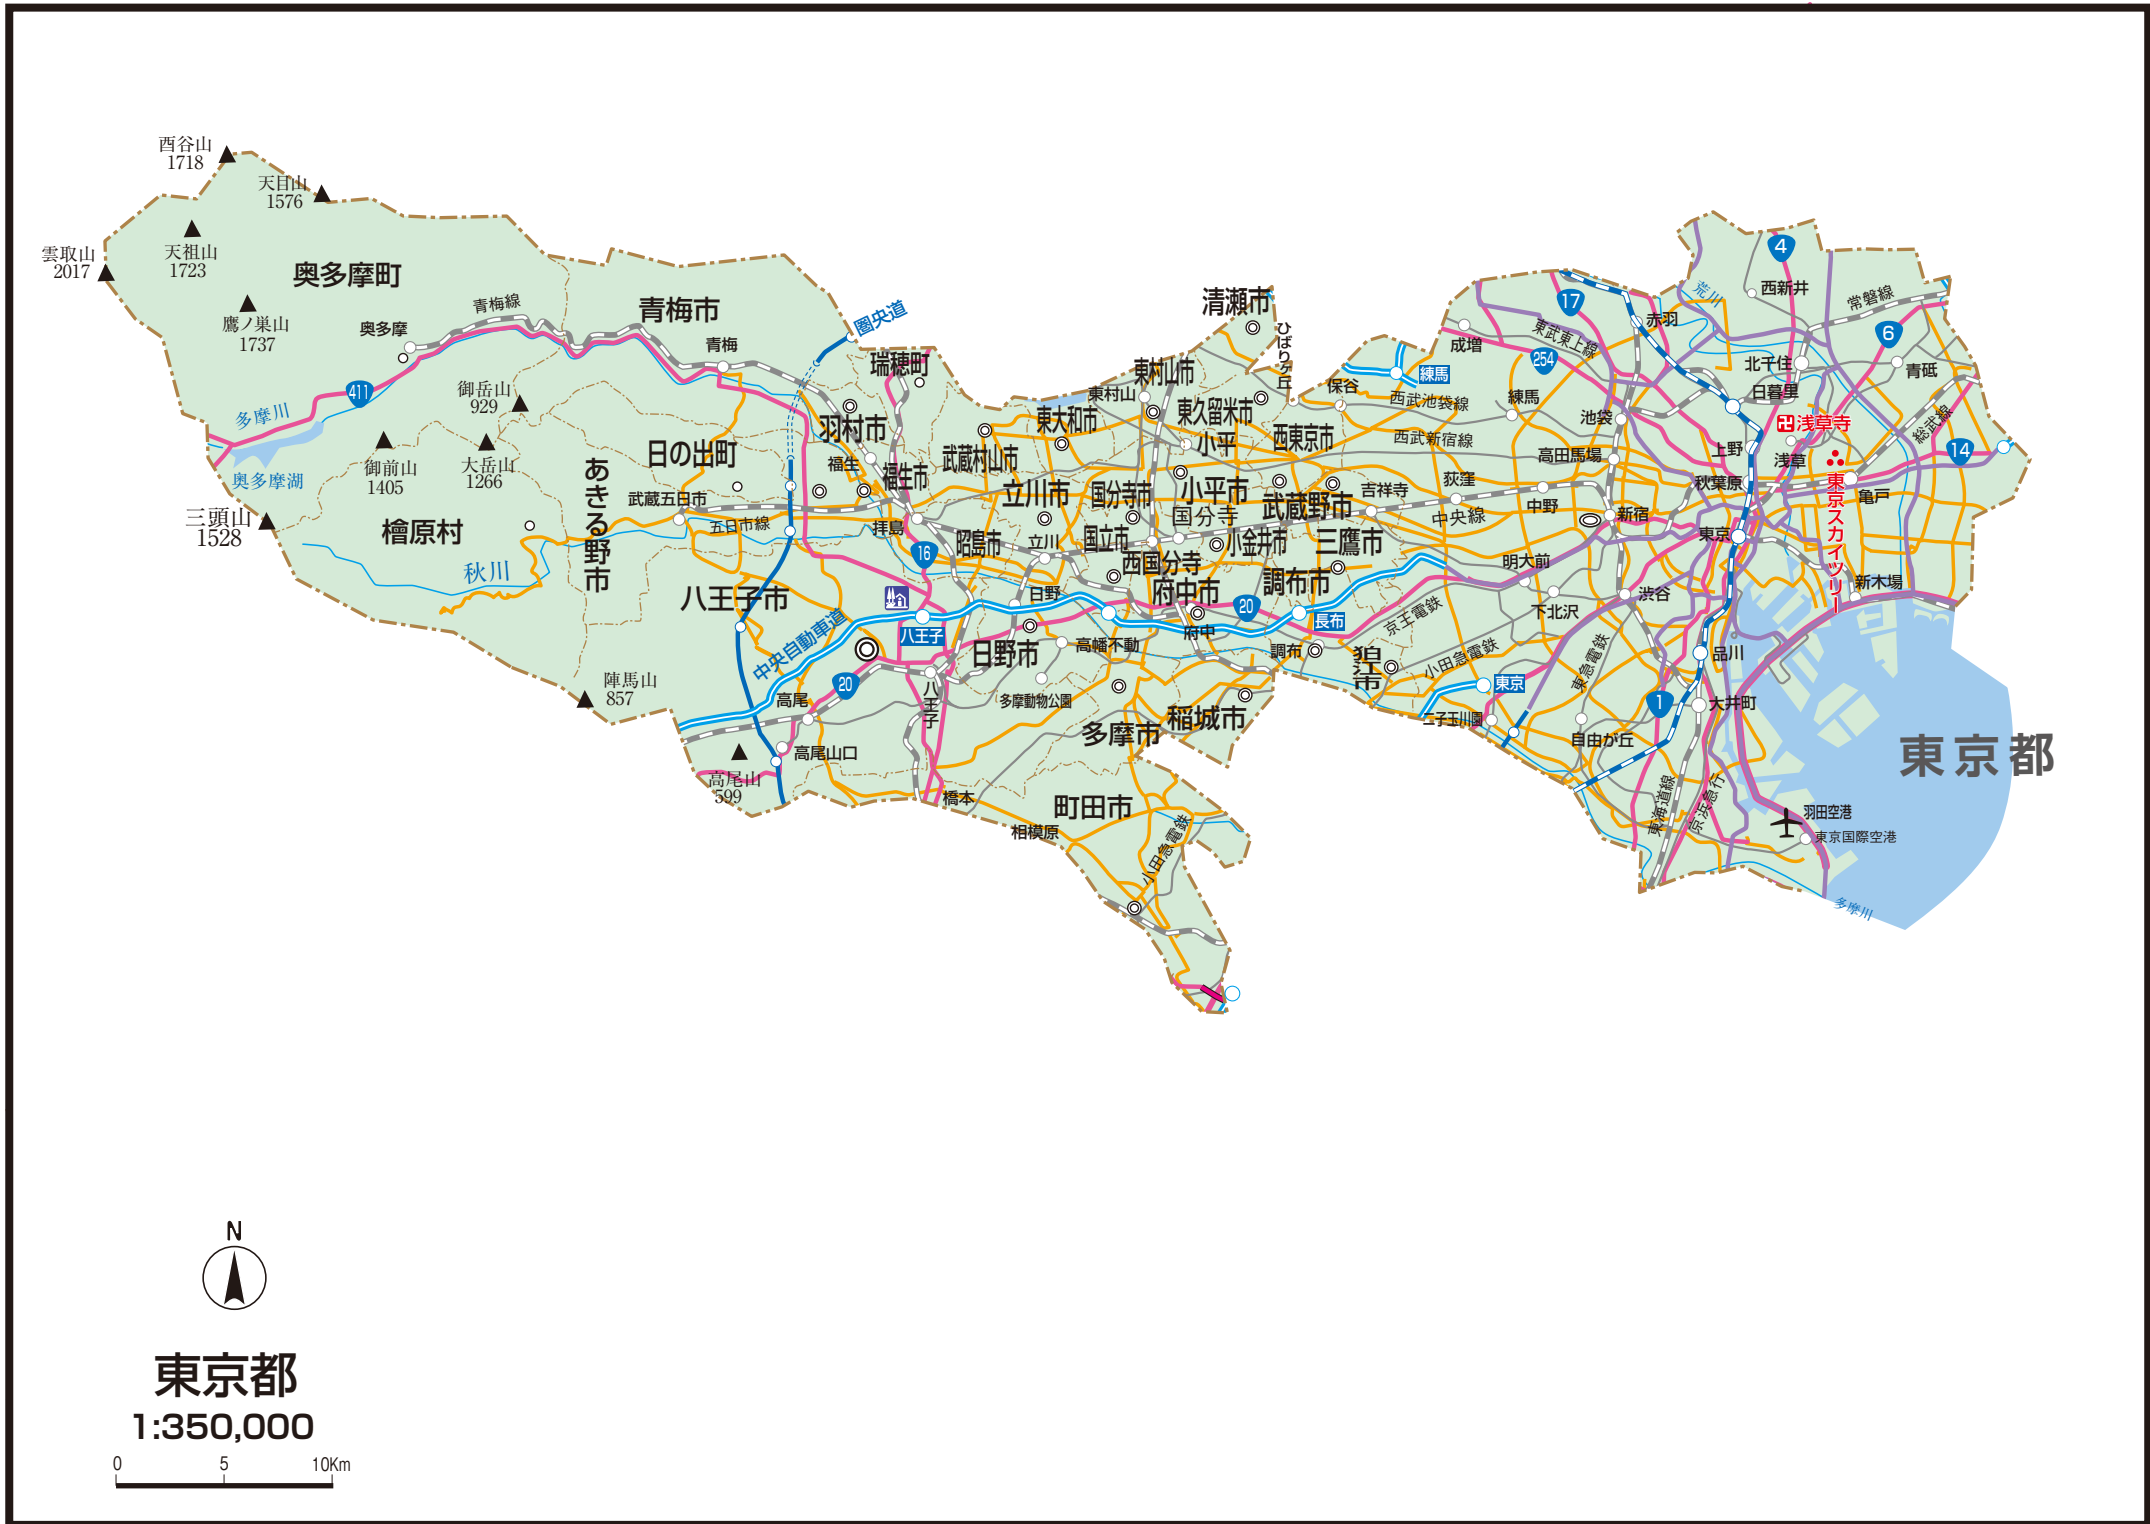 酉谷山
1718
天目山
1576
雲取山
2017
天祖山
1723
奥多摩町
鷹ノ巣山
1737
青梅線
奥多摩
青梅市
青梅
圏央道
瑞穂町
清瀬市
ひばりヶ丘
411
多摩川
奥多摩湖
御岳山
929
御前山
1405
大岳山
1266
三頭山
1528
檜原村
秋川
あきる野市
日の出町
武蔵五日市
五日市線
羽村市
福生
福生市
拝島
16
昭島市
武蔵村山市
東大和市
東村山
東村山市
東久留米市
小平
小平市
西東京市
保谷
練馬
西武池袋線
西武新宿線
立川市
立川
国分寺市
国分寺
国立市
西国分寺
小金井市
武蔵野市
三鷹市
吉祥寺
荻窪
中央線
中野
府中市
府中
調布市
調布
長布
20
八王子市
中央自動車道
八王子
八王子
日野
日野市
高幡不動
多摩動物公園
高尾
20
高尾山口
高尾山
599
陣馬山
857
橋本
相模原
町田市
小田急電鉄
多摩市
稲城市
狛江市
京王電鉄
小田急電鉄
東京
二子玉川園
明大前
下北沢
東急電鉄
自由が丘
渋谷
新宿
高田馬場
池袋
練馬
成増
東武東上線
254
17
赤羽
荒川
4
西新井
常磐線
6
北千住
青砥
日暮里
卍浅草寺
総武線
14
上野
浅草
秋葉原
亀戸
東京スカイツリー
東京
新木場
品川
1
大井町
東海道線
京浜急行
羽田空港
東京国際空港
多摩川
東京都
N
東京都
1:350,000
0 5 10Km